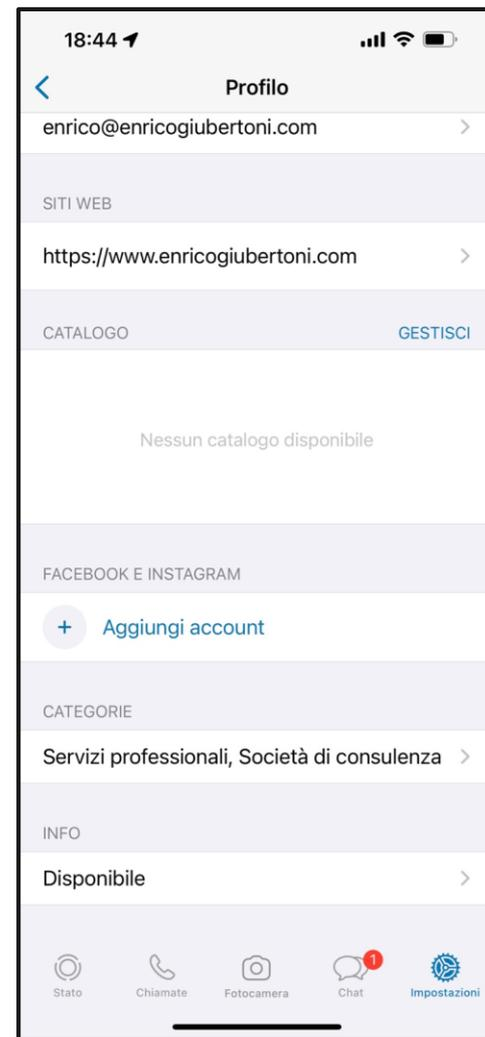 18:44
Profilo
enrico@enricogiubertoni.com
SITI WEB
https://www.enricogiubertoni.com
CATALOGO GESTISCI
Nessun catalogo disponibile
FACEBOOK E INSTAGRAM
+ Aggiungi account
CATEGORIE
Servizi professionali, Società di consulenza
INFO
Disponibile
1
Stato Chiamate Fotocamera Chat Impostazioni